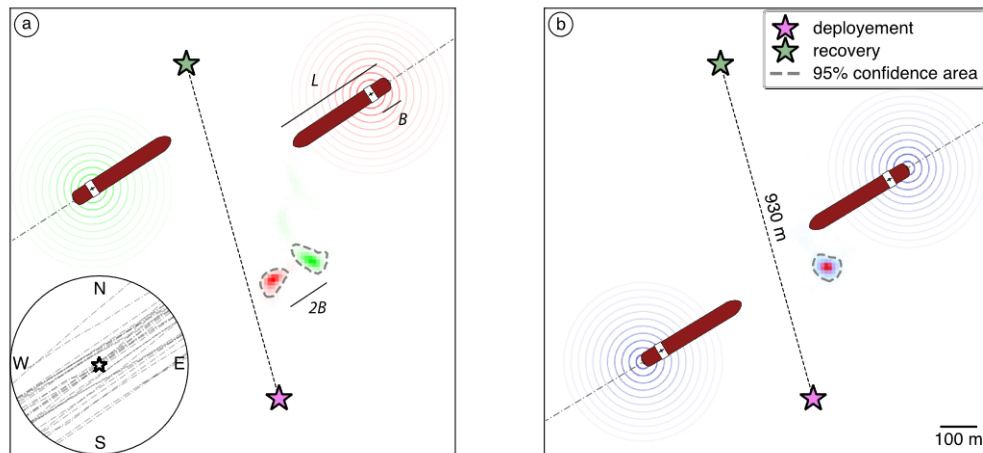 a
L
B
2B
N
W
E
S
b
deployement
recovery
95% confidence area
930 m
100 m